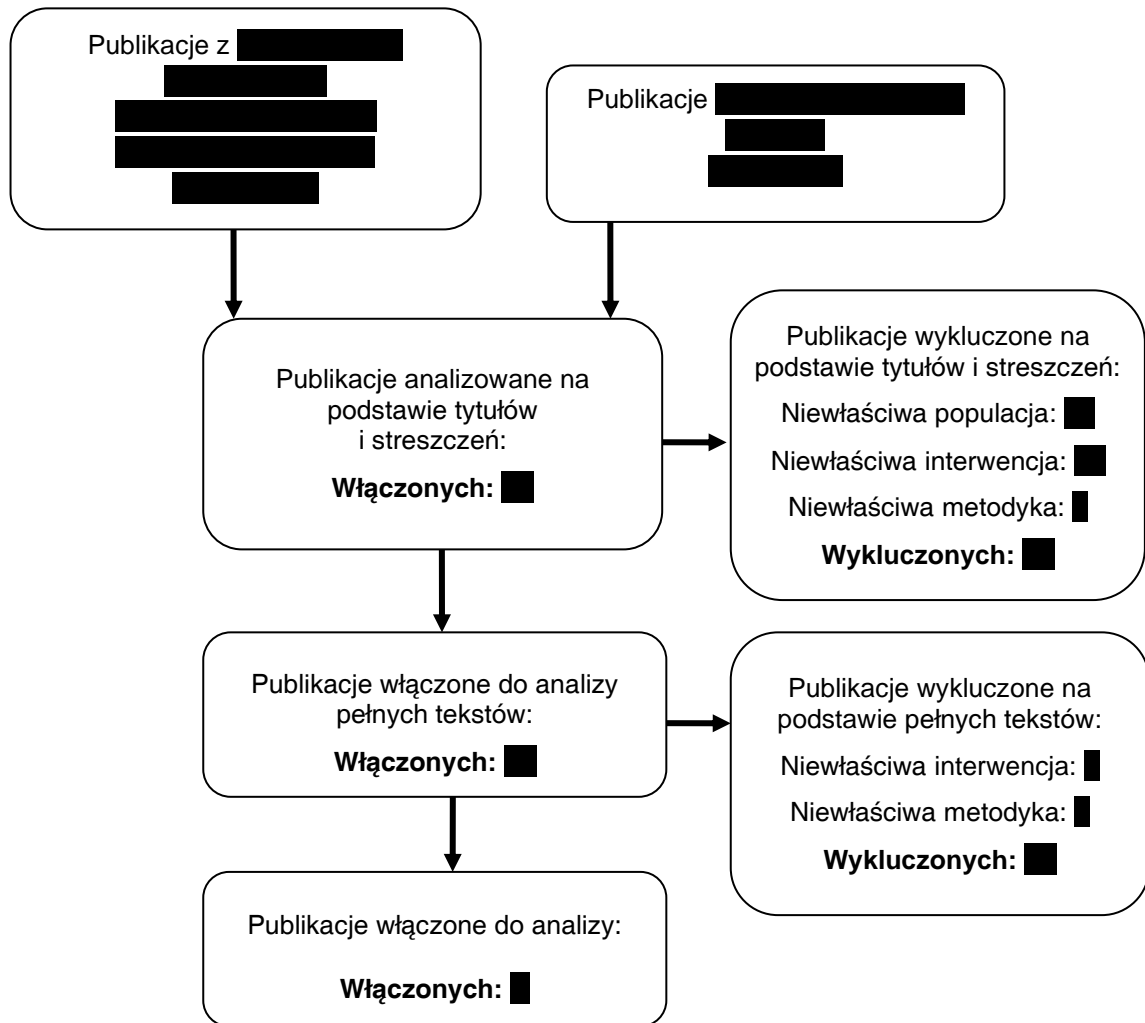 Publikacje z
Publikacje
Publikacje analizowane na
podstawie tytułów
i streszczeń:
Włączonych:
Publikacje wykluczone na
podstawie tytułów i streszczeń:
Niewłaściwa populacja:
Niewłaściwa interwencja:
Niewłaściwa metodyka:
Wykluczonych:
Publikacje włączone do analizy
pełnych tekstów:
Włączonych:
Publikacje wykluczone na
podstawie pełnych tekstów:
Niewłaściwa interwencja:
Niewłaściwa metodyka:
Wykluczonych:
Publikacje włączone do analizy:
Włączonych: